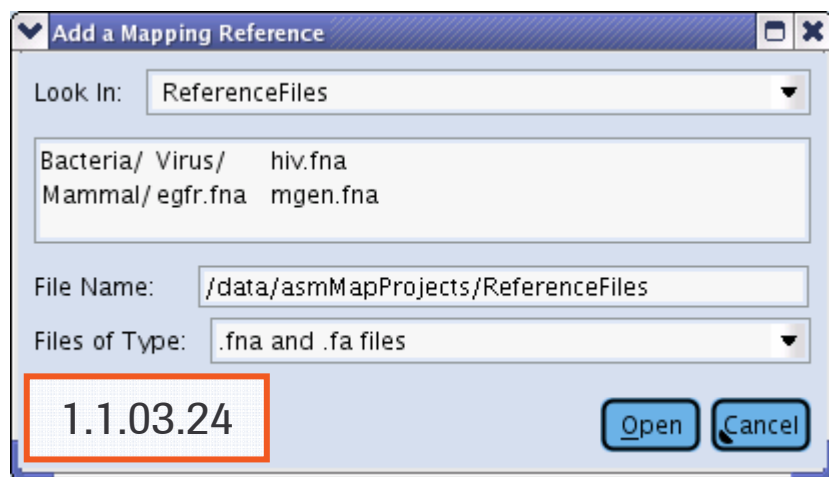 Add a Mapping Reference
Look In: ReferenceFiles
Bacteria/ Virus/ hiv.fna
Mammal/ egfr.fna mgen.fna
File Name: /data/asmMapProjects/ReferenceFiles
Files of Type: .fna and .fa files
1.1.03.24
Open Cancel